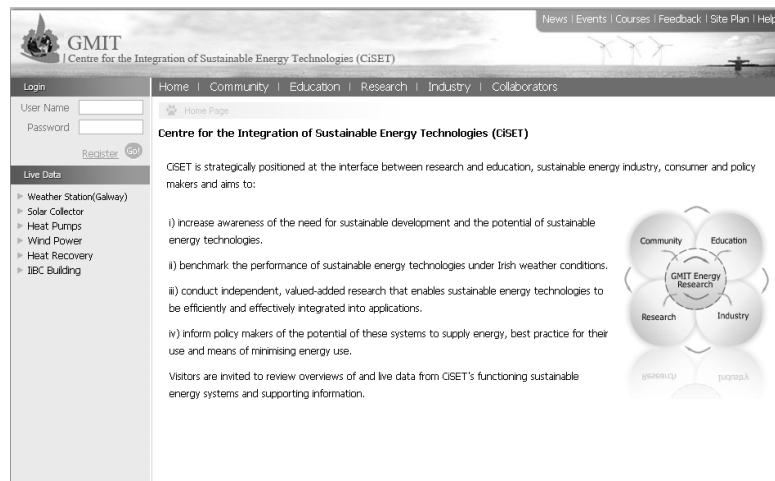 News | Events | Courses | Feedback | Site Plan | Help
GMIT
Centre for the Integration of Sustainable Energy Technologies (CiSET)
Login
Home | Community | Education | Research | Industry | Collaborators
User Name
Password
Register Go!
Live Data
Weather Station(Galway)
Solar Collector
Heat Pumps
Wind Power
Heat Recovery
IiBC Building
Home Page
Centre for the Integration of Sustainable Energy Technologies (CiSET)
CiSET is strategically positioned at the interface between research and education, sustainable energy industry, consumer and policy
makers and aims to:
i) increase awareness of the need for sustainable development and the potential of sustainable
energy technologies.
ii) benchmark the performance of sustainable energy technologies under Irish weather conditions.
iii) conduct independent, valued-added research that enables sustainable energy technologies to
be efficiently and effectively integrated into applications.
iv) inform policy makers of the potential of these systems to supply energy, best practice for their
use and means of minimising energy use.
Visitors are invited to review overviews of and live data from CiSET's functioning sustainable
energy systems and supporting information.
Community
Education
GMIT Energy
Research
Research
Industry
Research
Industry